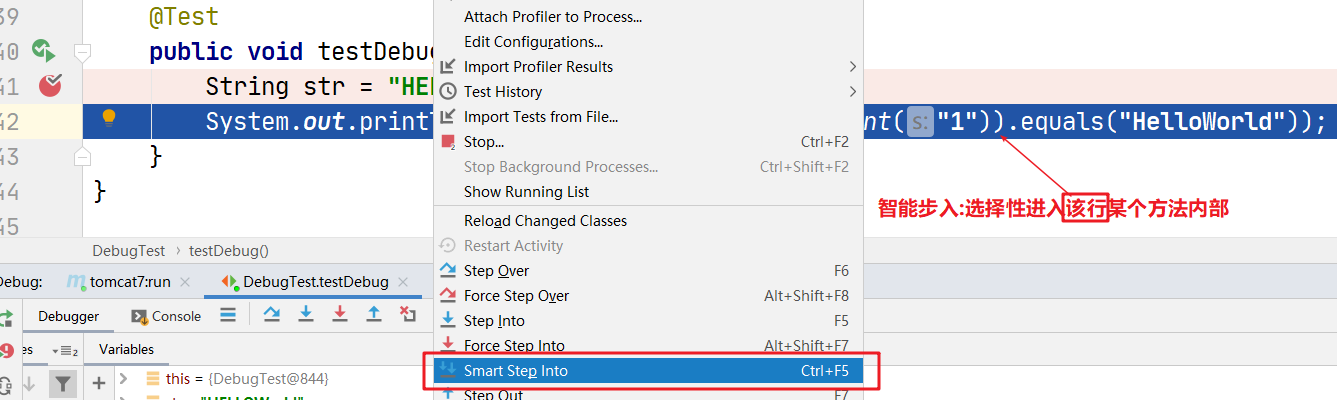 39
@Test
Attach Profiler to Process...
Edit Configurations...
40
public void testDebug
Import Profiler Results
41
String str = "HEL
Test History
42
System.out.printl
nt( s: "1")).equals("HelloWorld"));
Import Tests from File...
43
}
Stop... Ctrl+F2
Stop Background Processes... Ctrl+Shift+F2
44
}
Show Running List
智能步入:选择性进入该行某个方法内部
45
Reload Changed Classes
DebugTest testDebug()
Restart Activity
Step Over F6
Debug: tomcat7:run DebugTest.testDebug
Force Step Over Alt+Shift+F8
Debugger Console
Step Into F5
Force Step Into Alt+Shift+F7
es 2 Variables
Smart Step Into Ctrl+F5
this = {DebugTest@844}
Step Out F7
"HELLOWorld"